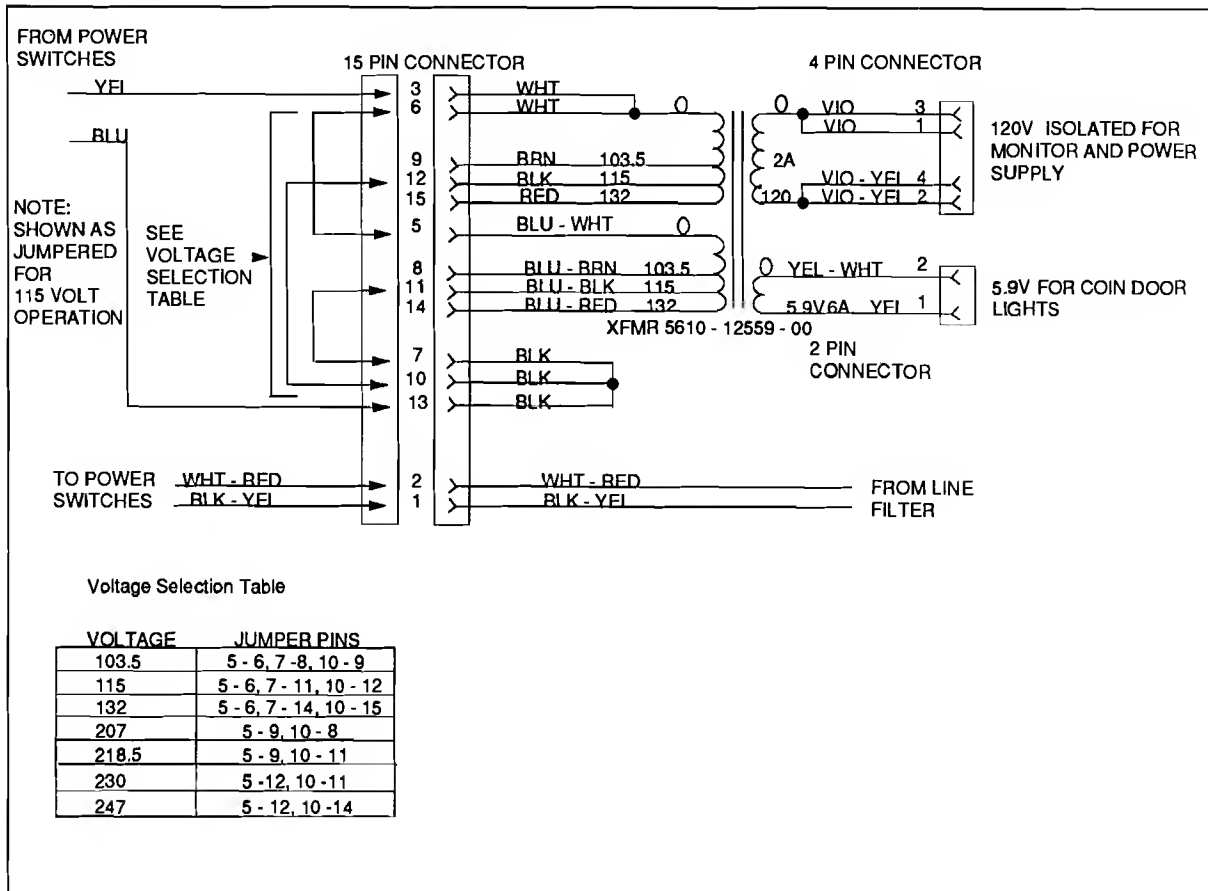 FROM POWER
SWITCHES
15 PIN CONNECTOR
4 PIN CONNECTOR
YEL
BLU
3 WHT
6 WHT 0
9 BRN 103.5
12 BLK 115
15 RED 132
5 BLU - WHT 0
8 BLU - BRN 103.5
11 BLU - BLK 115
14 BLU - RED 132
XFMR 5610 - 12559 - 00
7 BLK
10 BLK
13 BLK
0 VIO 3
VIO 1
2A
VIO - YEL 4
120 VIO - YEL 2
120V ISOLATED FOR
MONITOR AND POWER
SUPPLY
0 YEL - WHT 2
5.9V 6A YEL 1
5.9V FOR COIN DOOR
LIGHTS
2 PIN
CONNECTOR
NOTE:
SHOWN AS
JUMPERED
FOR
115 VOLT
OPERATION
SEE
VOLTAGE
SELECTION
TABLE
TO POWER
SWITCHES
WHT - RED 2 WHT - RED
BLK - YEL 1 BLK - YEL
FROM LINE
FILTER
Voltage Selection Table
VOLTAGE JUMPER PINS
103.5 5 - 6, 7 -8, 10 - 9
115 5 - 6, 7 - 11, 10 - 12
132 5 - 6, 7 - 14, 10 - 15
207 5 - 9, 10 - 8
218.5 5 - 9, 10 - 11
230 5 -12, 10 -11
247 5 - 12, 10 -14